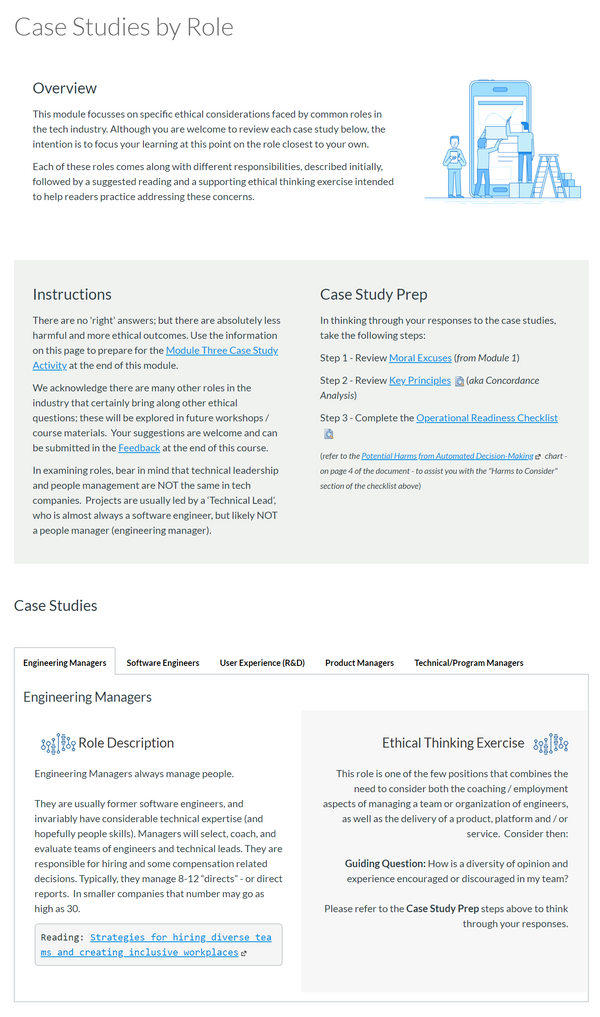 Case Studies by Role
Overview
This module focusses on specific ethical considerations faced by common roles in
the tech industry. Although you are welcome to review each case study below, the
intention is to focus your learning at this point on the role closest to your own.
Each of these roles comes along with different responsibilities, described initially,
followed by a suggested reading and a supporting ethical thinking exercise intended
to help readers practice addressing these concerns.
Instructions
There are no 'right' answers; but there are absolutely less
harmful and more ethical outcomes. Use the information
on this page to prepare for the Module Three Case Study
Activity at the end of this module.
We acknowledge there are many other roles in the
industry that certainly bring along other ethical
questions; these will be explored in future workshops /
course materials. Your suggestions are welcome and can
be submitted in the Feedback at the end of this course.
In examining roles, bear in mind that technical leadership
and people management are NOT the same in tech
companies. Projects are usually led by a 'Technical Lead',
who is almost always a software engineer, but likely NOT
a people manager (engineering manager).
Case Study Prep
In thinking through your responses to the case studies,
take the following steps:
Step 1 - Review Moral Excuses (from Module 1)
Step 2 - Review Key Principles (aka Concordance
Analysis)
Step 3 - Complete the Operational Readiness Checklist
(refer to the Potential Harms from Automated Decision-Making chart -
on page 4 of the document - to assist you with the "Harms to Consider"
section of the checklist above)
Case Studies
Engineering Managers
Software Engineers
User Experience (R&D)
Product Managers
Technical/Program Managers
Engineering Managers
Role Description
Engineering Managers always manage people.
They are usually former software engineers, and
invariably have considerable technical expertise (and
hopefully people skills). Managers will select, coach, and
evaluate teams of engineers and technical leads. They are
responsible for hiring and some compensation related
decisions. Typically, they manage 8-12 "directs" - or direct
reports. In smaller companies that number may go as
high as 30.
Reading: Strategies for hiring diverse tea
ms and creating inclusive workplaces
Ethical Thinking Exercise
This role is one of the few positions that combines the
need to consider both the coaching / employment
aspects of managing a team or organization of engineers,
as well as the delivery of a product, platform and / or
service. Consider then:
Guiding Question: How is a diversity of opinion and
experience encouraged or discouraged in my team?
Please refer to the Case Study Prep steps above to think
through your responses.